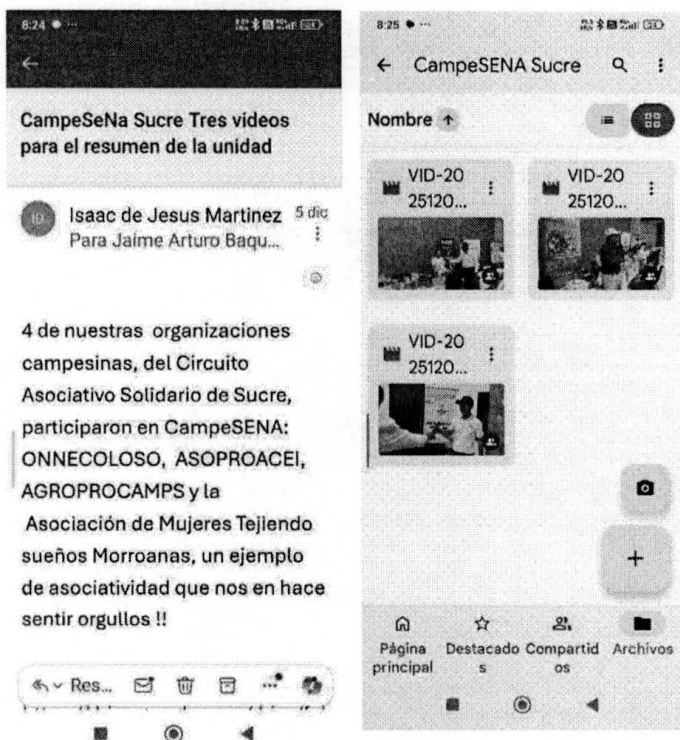 8:24
CampeSeNa Sucre Tres videos
para el resumen de la unidad
ID
Isaac de Jesus Martinez
5 dic
Para Jaime Arturo Baqu...
4 de nuestras organizaciones
campesinas, del Circuito
Asociativo Solidario de Sucre,
participaron en CampeSENA:
ONNECOLOSO, ASOPROACEI,
AGROPROCAMPS y la
Asociación de Mujeres Tejiendo
sueños Morroanas, un ejemplo
de asociatividad que nos en hace
sentir orgullos !!
Res...
8:25
CampeSENA Sucre
Nombre
VID-20
25120...
VID-20
25120...
VID-20
25120...
Página
principal
Destacado
s
Compartid
os
Archivos